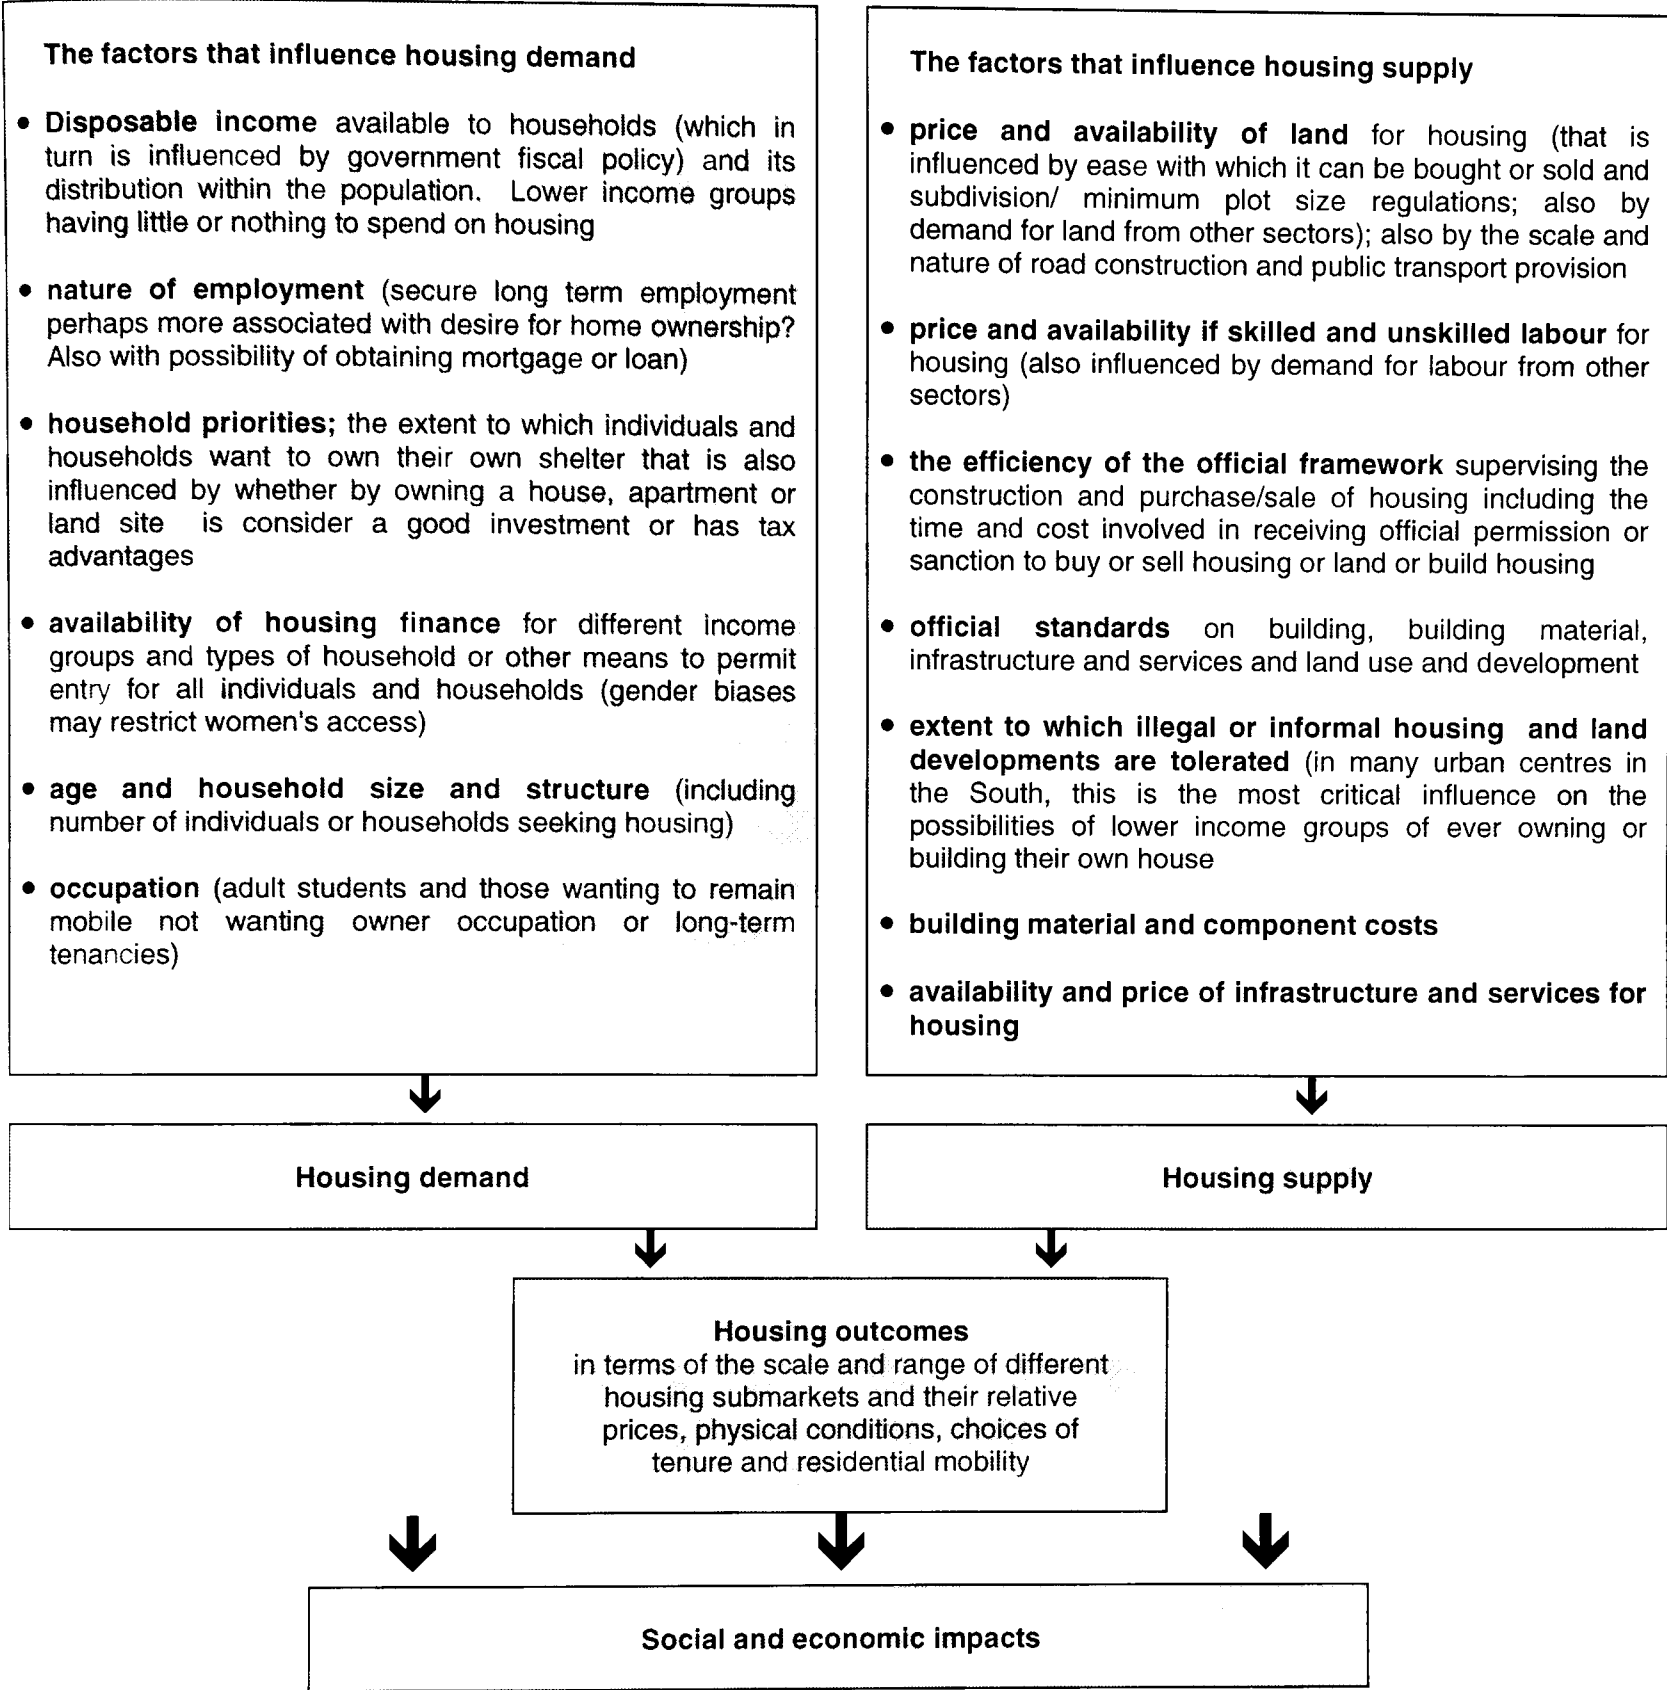 The factors that influence housing demand
• Disposable income available to households (which in
turn is influenced by government fiscal policy) and its
distribution within the population. Lower income groups
having little or nothing to spend on housing
• nature of employment (secure long term employment
perhaps more associated with desire for home ownership?
Also with possibility of obtaining mortgage or loan)
• household priorities; the extent to which individuals and
households want to own their own shelter that is also
influenced by whether by owning a house, apartment or
land site is consider a good investment or has tax
advantages
• availability of housing finance for different income
groups and types of household or other means to permit
entry for all individuals and households (gender biases
may restrict women's access)
• age and household size and structure (including
number of individuals or households seeking housing)
• occupation (adult students and those wanting to remain
mobile not wanting owner occupation or long-term
tenancies)
The factors that influence housing supply
• price and availability of land for housing (that is
influenced by ease with which it can be bought or sold and
subdivision/ minimum plot size regulations; also by
demand for land from other sectors); also by the scale and
nature of road construction and public transport provision
• price and availability if skilled and unskilled labour for
housing (also influenced by demand for labour from other
sectors)
• the efficiency of the official framework supervising the
construction and purchase/sale of housing including the
time and cost involved in receiving official permission or
sanction to buy or sell housing or land or build housing
• official standards on building, building material,
infrastructure and services and land use and development
• extent to which illegal or informal housing and land
developments are tolerated (in many urban centres in
the South, this is the most critical influence on the
possibilities of lower income groups of ever owning or
building their own house
• building material and component costs
• availability and price of infrastructure and services for
housing
Housing demand
Housing supply
Housing outcomes
in terms of the scale and range of different
housing submarkets and their relative
prices, physical conditions, choices of
tenure and residential mobility
Social and economic impacts